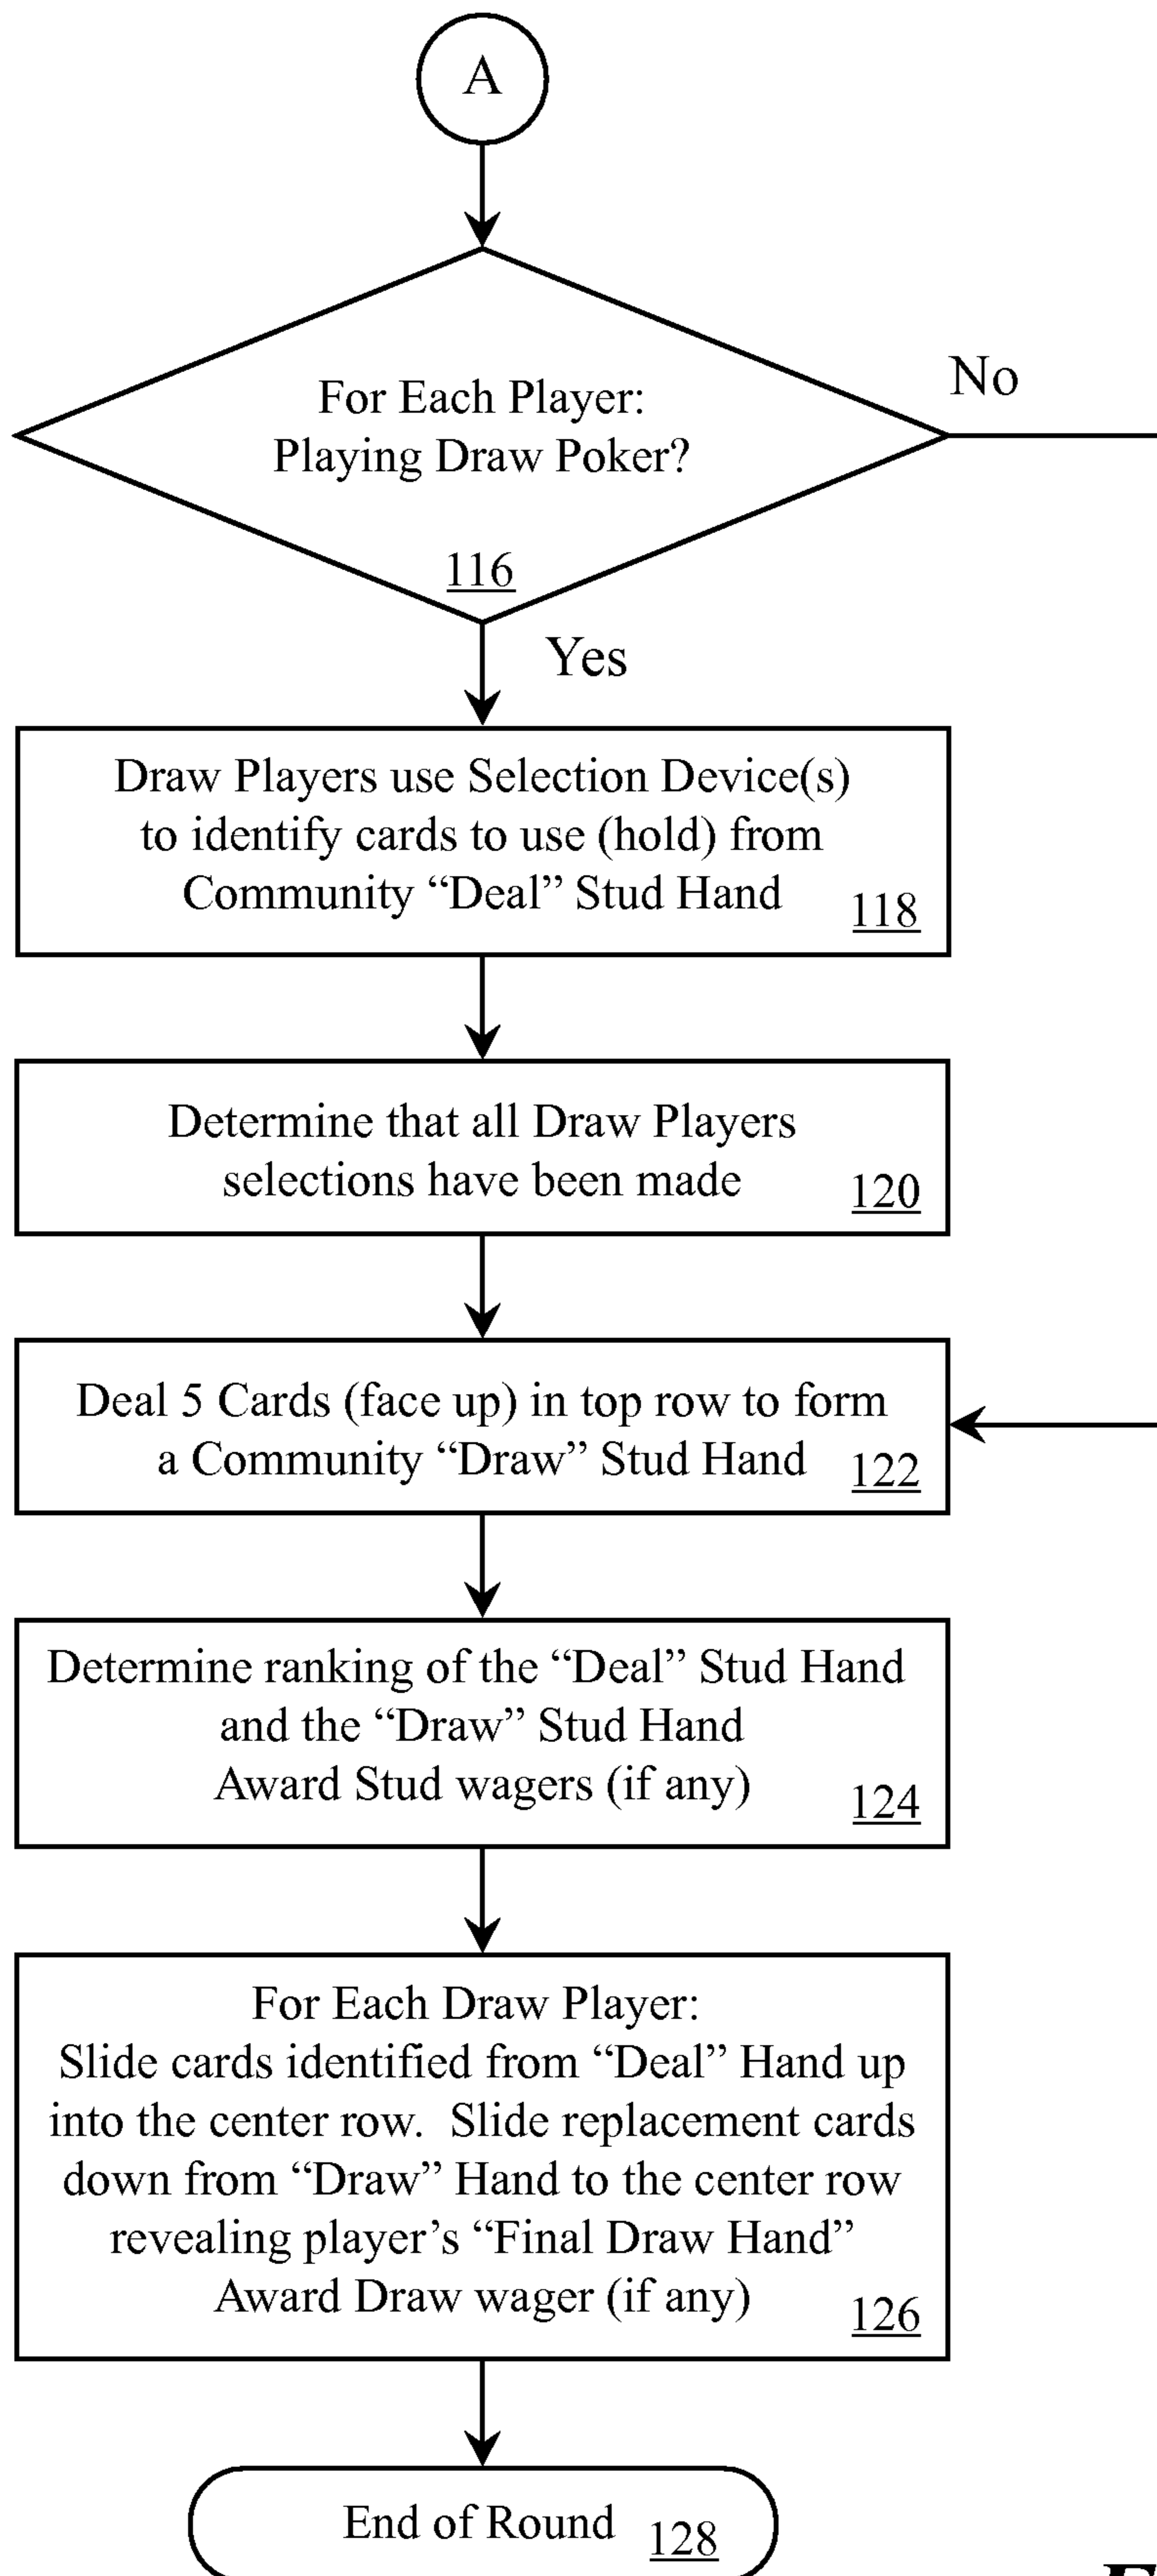 A
For Each Player:
Playing Draw Poker?
116
No
Yes
Draw Players use Selection Device(s)
to identify cards to use (hold) from
Community “Deal” Stud Hand
118
Determine that all Draw Players
selections have been made
120
Deal 5 Cards (face up) in top row to form
a Community “Draw” Stud Hand
122
Determine ranking of the “Deal” Stud Hand
and the “Draw” Stud Hand
Award Stud wagers (if any)
124
For Each Draw Player:
Slide cards identified from “Deal” Hand up
into the center row.  Slide replacement cards
down from “Draw” Hand to the center row
revealing player’s “Final Draw Hand”
Award Draw wager (if any)
126
End of Round
128